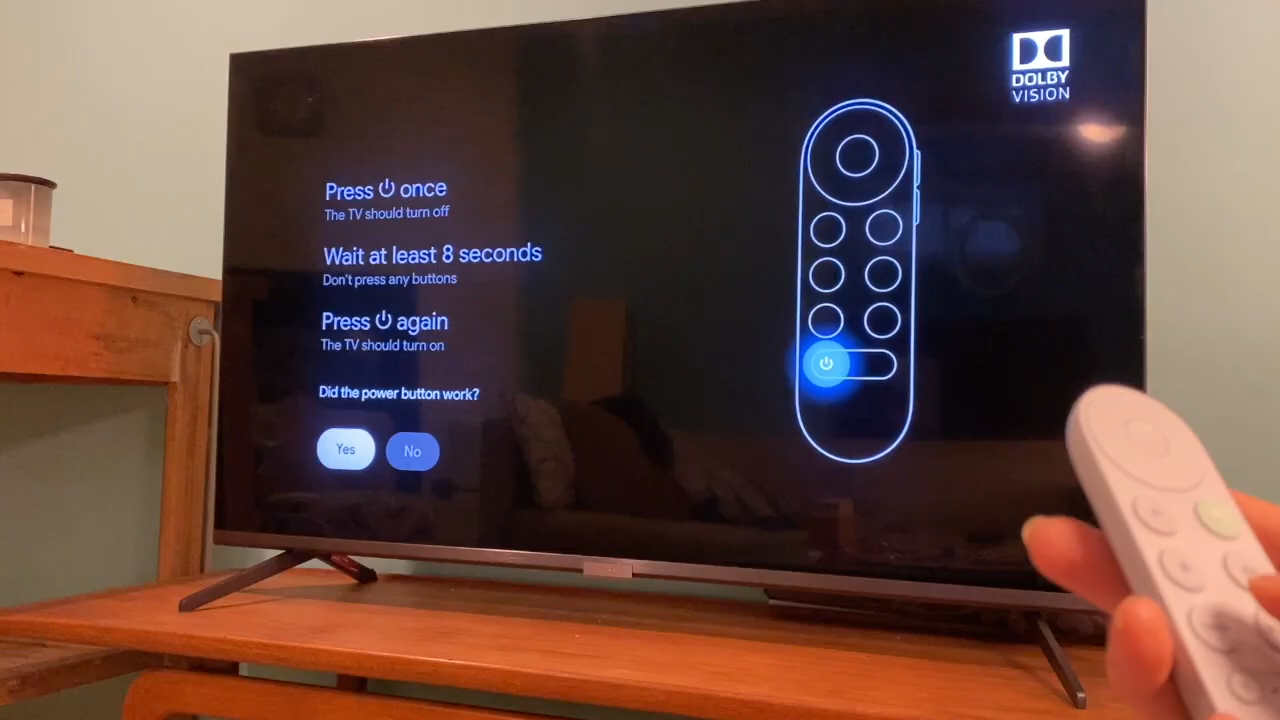 DOLBY
VISION
Press ⏻ once
The TV should turn off
Wait at least 8 seconds
Don't press any buttons
Press ⏻ again
The TV should turn on
Did the power button work?
Yes
No